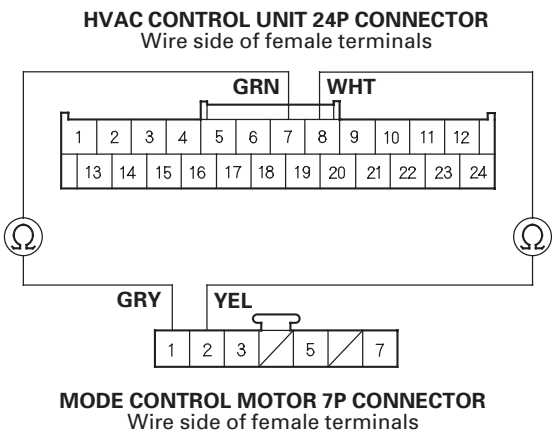 HVAC CONTROL UNIT 24P CONNECTOR
Wire side of female terminals
GRN WHT
1 2 3 4 5 6 7 8 9 10 11 12
13 14 15 16 17 18 19 20 21 22 23 24
Ω Ω
GRY YEL
1 2 3 5 7
MODE CONTROL MOTOR 7P CONNECTOR
Wire side of female terminals